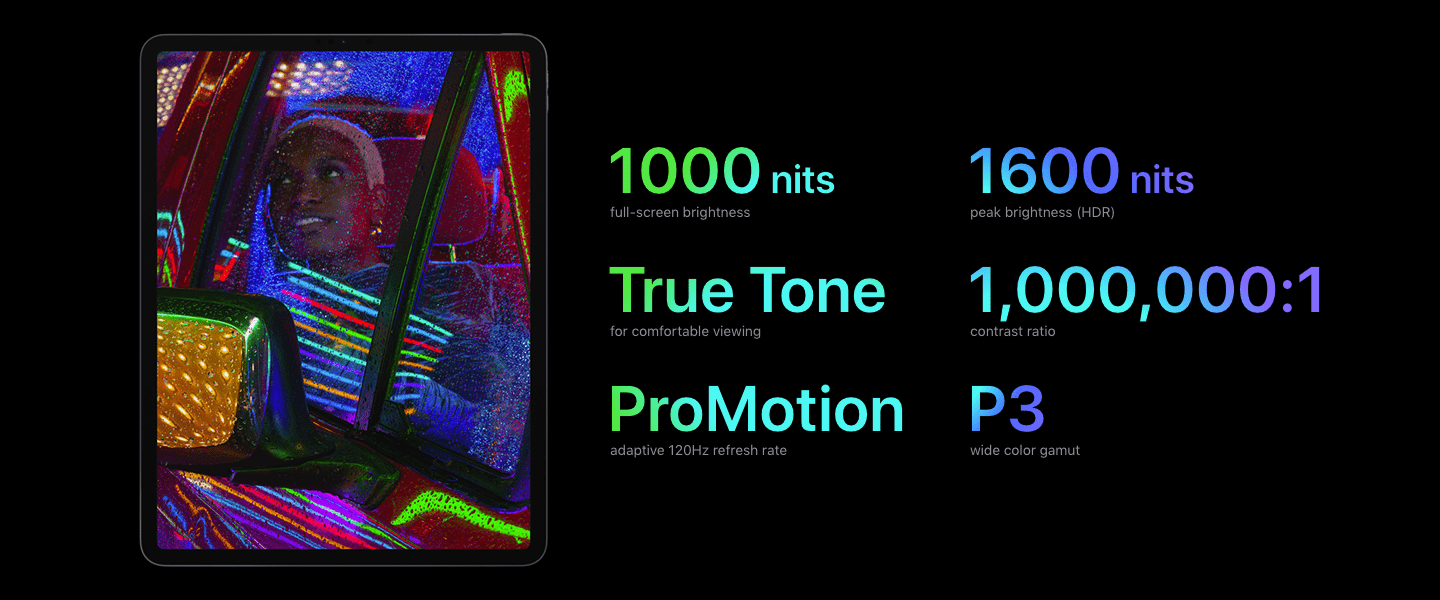 1000 nits
full-screen brightness
1600 nits
peak brightness (HDR)
True Tone
for comfortable viewing
1,000,000:1
contrast ratio
ProMotion
adaptive 120Hz refresh rate
P3
wide color gamut